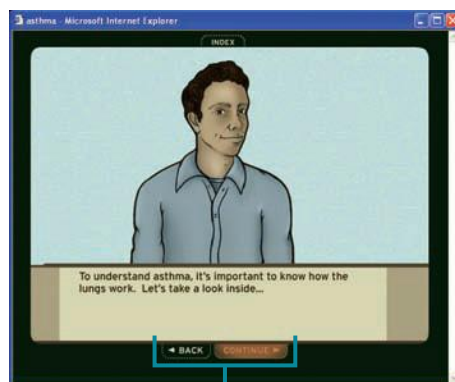 asthma - Microsoft Internet Explorer
INDEX
To understand asthma, it's important to know how the
lungs work. Let's take a look inside...
◄ BACK CONTINUE ►